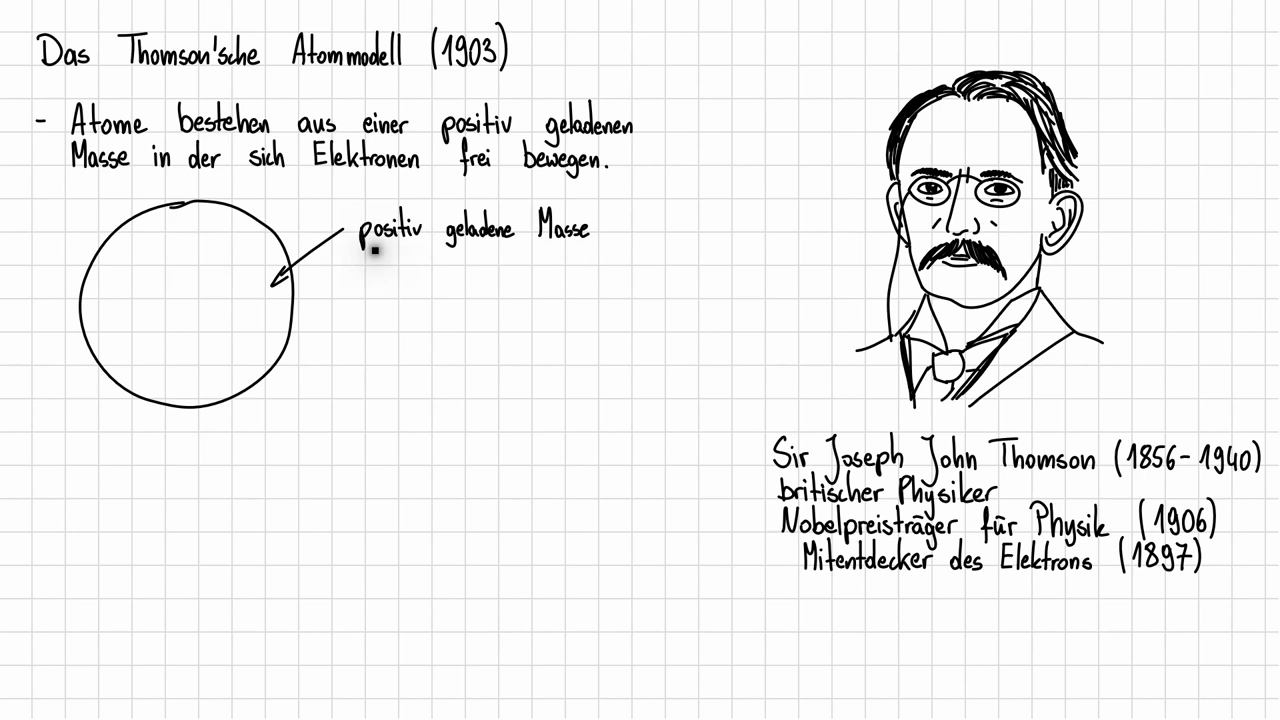 Das Thomson'sche Atommodell (1903)
- Atome bestehen aus einer positiv geladenen
Masse in der sich Elektronen frei bewegen.
positiv geladene Masse
Sir Joseph John Thomson (1856-1940)
britischer Physiker
Nobelpreisträger für Physik (1906)
Mitentdecker des Elektrons (1897)